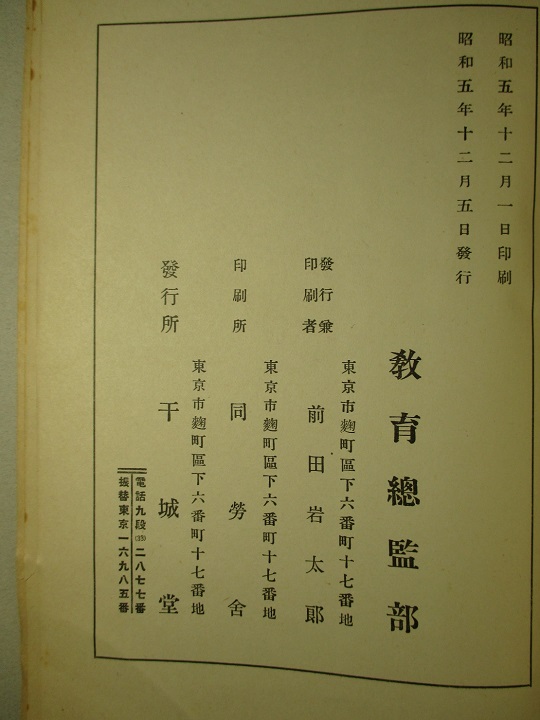 昭和五年十二月一日印刷
昭和五年十二月五日發行
教育總監部
東京市麴町區下六番町十七番地
發行兼
印刷者
前田岩太郞
東京市麴町區下六番町十七番地
印刷所
同勞舍
東京市麴町區下六番町十七番地
發行所
干城堂
電話九段(33)二八七七番
振替東京一六九八五番